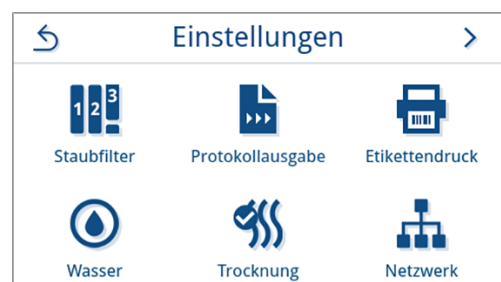 Einstellungen
1 2 3
Staubfilter Protokollausgabe Etikettendruck
Wasser Trocknung Netzwerk